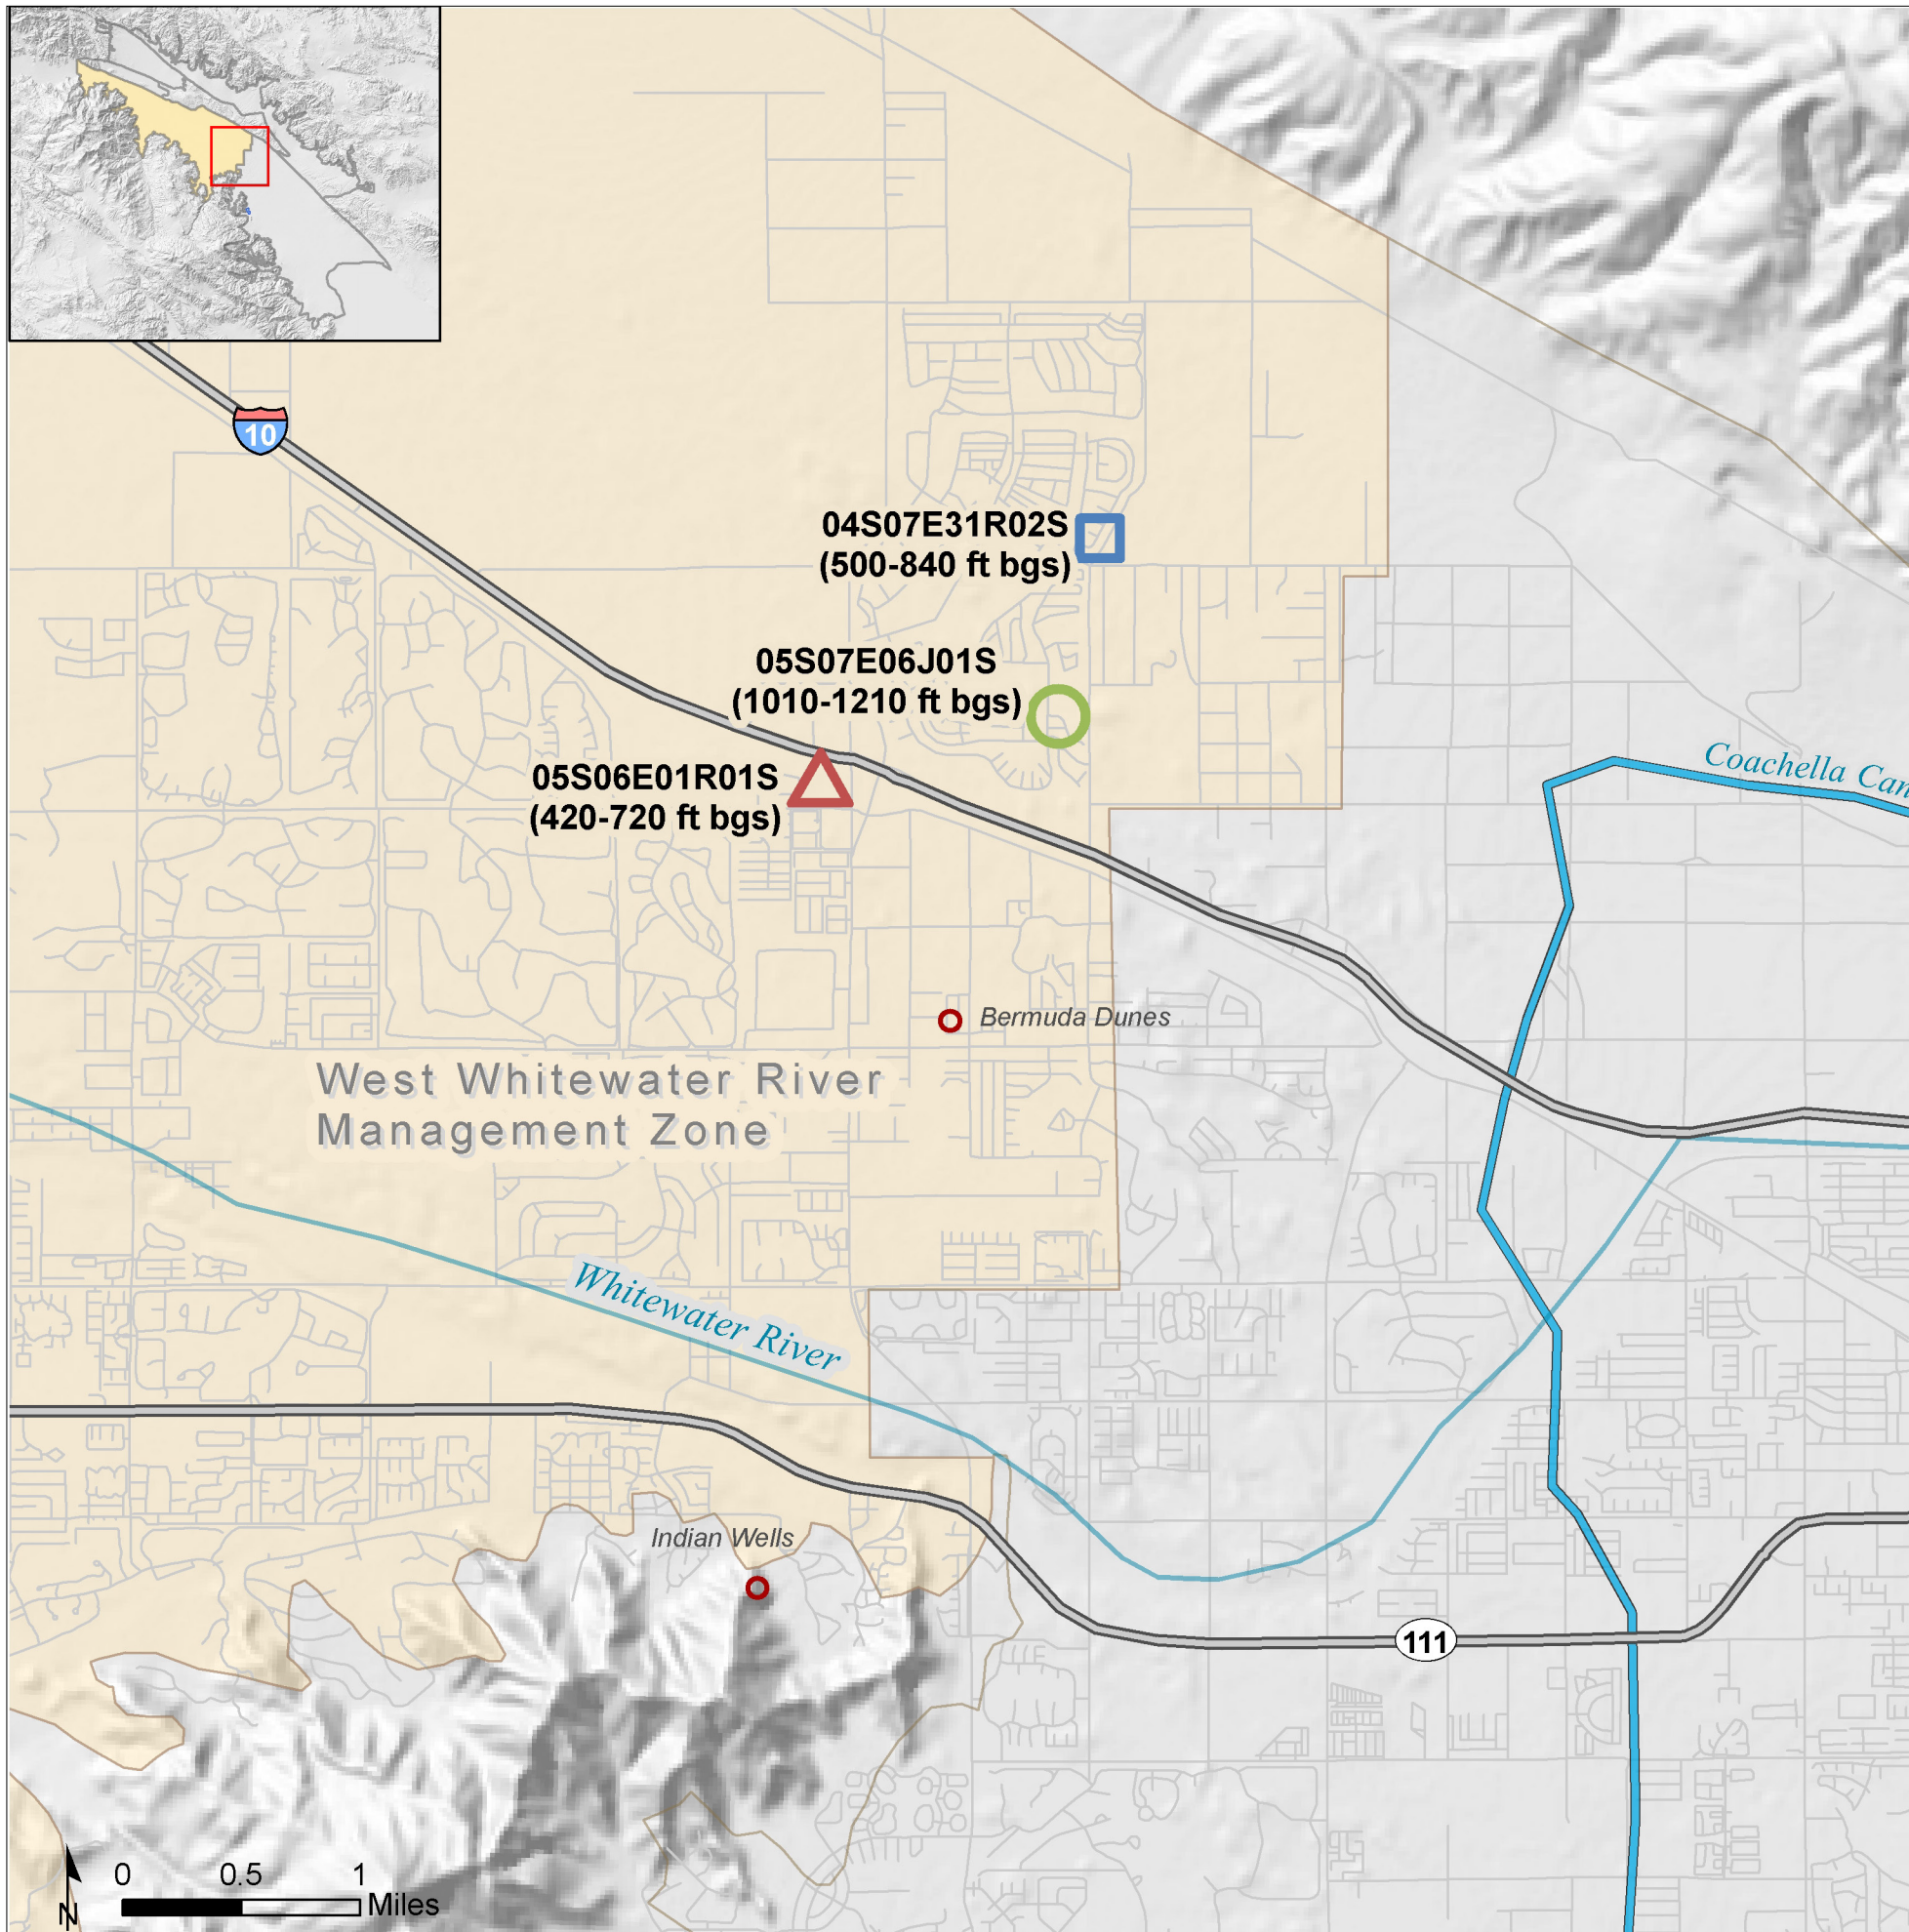 10
04S07E31R02S
(500-840 ft bgs)
05S07E06J01S
(1010-1210 ft bgs)
05S06E01R01S
(420-720 ft bgs)
Coachella Can
Bermuda Dunes
West Whitewater River
Management Zone
Whitewater River
Indian Wells
111
0 0.5 1
Miles
N